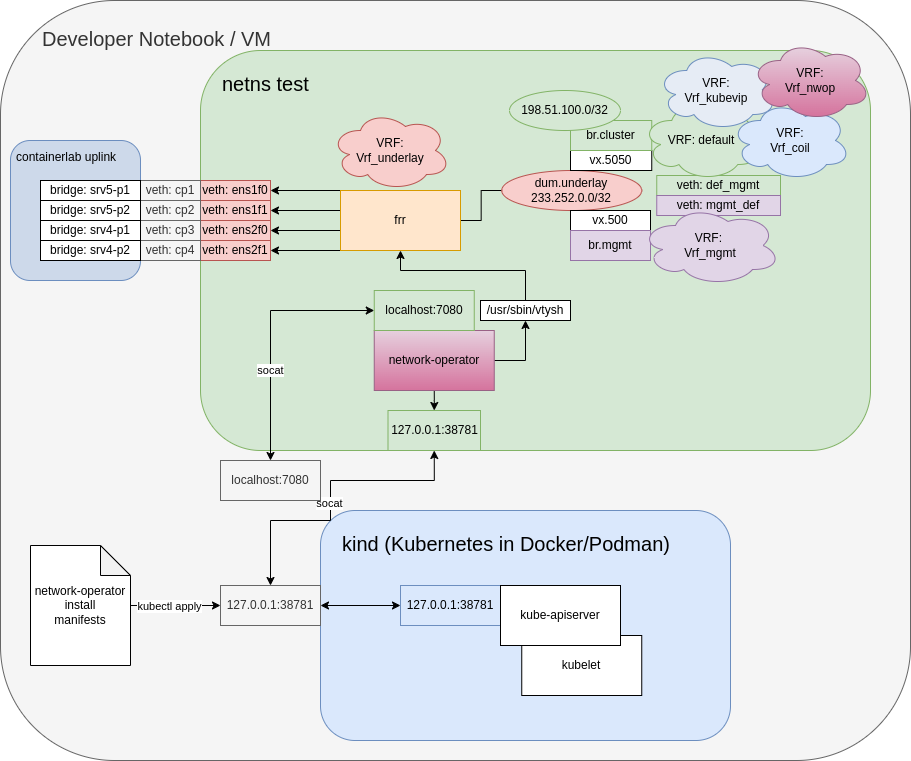 Developer Notebook / VM
netns test
containerlab uplink
bridge: srv5-p1
veth: cp1
veth: ens1f0
bridge: srv5-p2
veth: cp2
veth: ens1f1
bridge: srv4-p1
veth: cp3
veth: ens2f0
bridge: srv4-p2
veth: cp4
veth: ens2f1
VRF:
Vrf_underlay
frr
198.51.100.0/32
br.cluster
vx.5050
dum.underlay
233.252.0.0/32
vx.500
br.mgmt
VRF:
Vrf_kubevip
VRF:
Vrf_nwop
VRF: default
VRF:
Vrf_coil
veth: def_mgmt
veth: mgmt_def
VRF:
Vrf_mgmt
localhost:7080
/usr/sbin/vtysh
network-operator
127.0.0.1:38781
socat
localhost:7080
socat
kind (Kubernetes in Docker/Podman)
network-operator
install
manifests
kubectl apply
127.0.0.1:38781
127.0.0.1:38781
kube-apiserver
kubelet